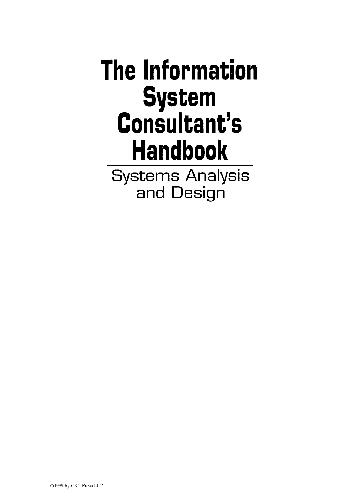 The Information
System
Consultant's
Handbook
Systems Analysis
and Design